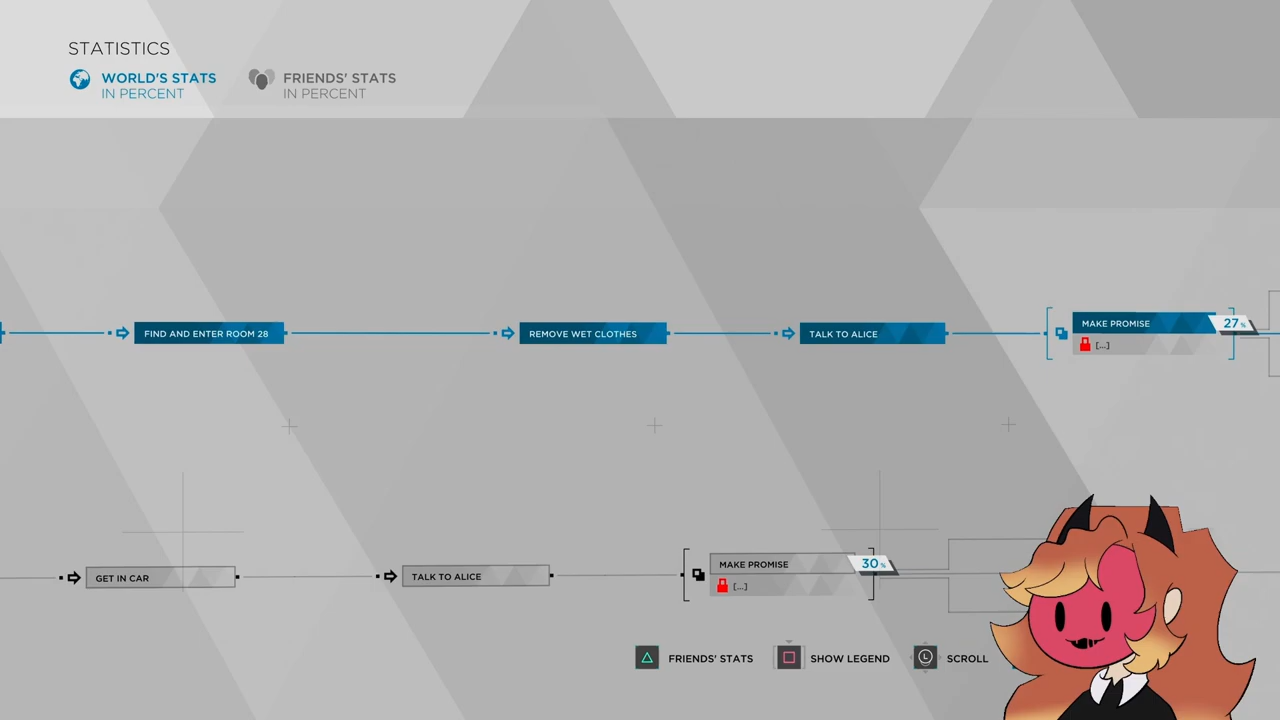 STATISTICS
WORLD'S STATS
IN PERCENT
FRIENDS' STATS
IN PERCENT
FIND AND ENTER ROOM 28
REMOVE WET CLOTHES
TALK TO ALICE
MAKE PROMISE
27%
[...]
GET IN CAR
TALK TO ALICE
MAKE PROMISE
30%
[...]
FRIENDS' STATS
SHOW LEGEND
L
SCROLL